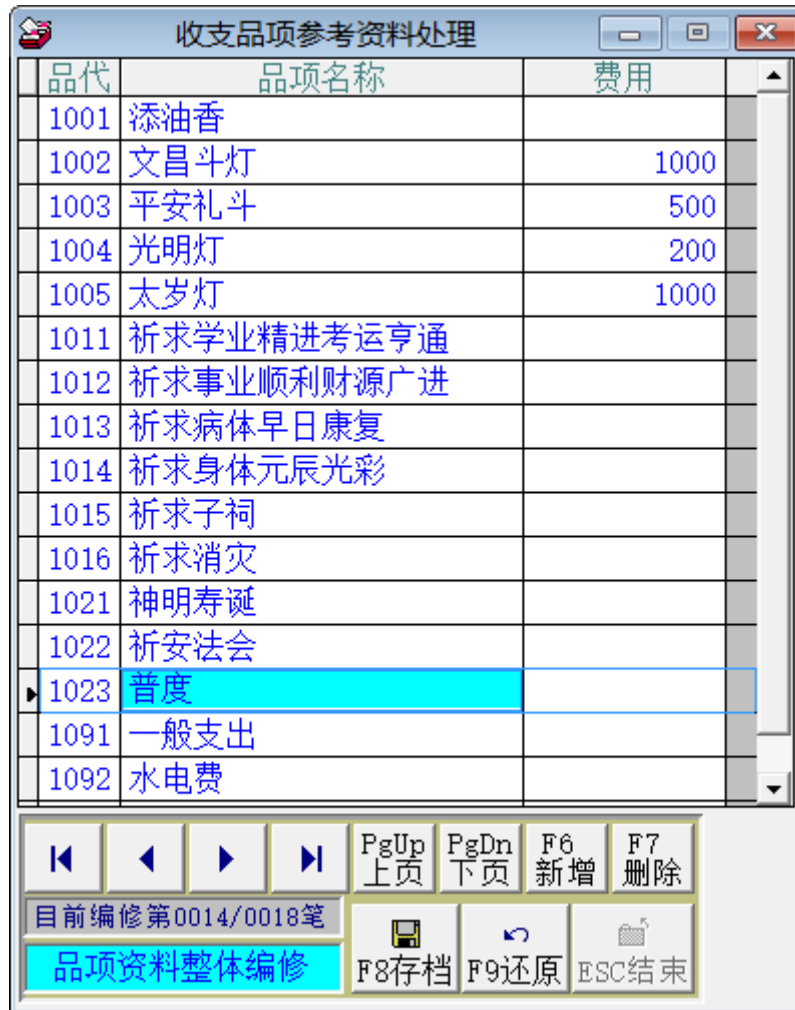 收支品项参考资料处理
品代 品项名称 费用
1001 添油香
1002 文昌斗灯 1000
1003 平安礼斗 500
1004 光明灯 200
1005 太岁灯 1000
1011 祈求学业精进考运亨通
1012 祈求事业顺利财源广进
1013 祈求病体早日康复
1014 祈求身体元辰光彩
1015 祈求子祠
1016 祈求消灾
1021 神明寿诞
1022 祈安法会
1023 普度
1091 一般支出
1092 水电费
PgUp PgDn F6 F7
上页 下页 新增 删除
目前编修第0014/0018笔
品项资料整体编修 F8存档 F9还原 ESC结束